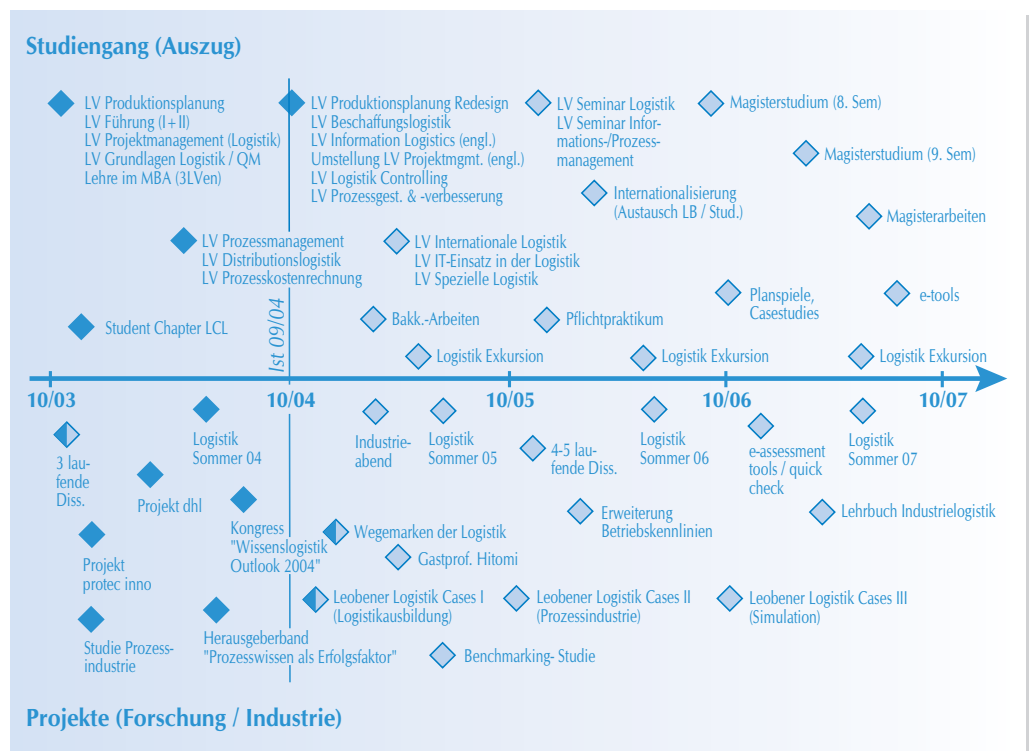 Studiengang (Auszug)
LV Produktionsplanung
LV Führung (I+II)
LV Projektmanagement (Logistik)
LV Grundlagen Logistik / QM
Lehre im MBA (3LVen)
LV Produktionsplanung Redesign
LV Beschaffungslogistik
LV Information Logistics (engl.)
Umstellung LV Projektmgmt. (engl.)
LV Logistik Controlling
LV Prozessgest. & -verbesserung
LV Seminar Logistik
LV Seminar Infor-
mations-/Prozess-
management
Magisterstudium (8. Sem)
Magisterstudium (9. Sem)
Internationalisierung
(Austausch LB / Stud.)
Magisterarbeiten
LV Prozessmanagement
LV Distributionslogistik
LV Prozesskostenrechnung
LV Internationale Logistik
LV IT-Einsatz in der Logistik
LV Spezielle Logistik
Planspiele,
Casestudies
e-tools
Student Chapter LCL
Ist 09/04
Bakk.-Arbeiten
Pflichtpraktikum
Logistik Exkursion
Logistik Exkursion
Logistik Exkursion
10/03
10/04
10/05
10/06
10/07
3 lau-
fende
Diss.
Logistik
Sommer 04
Industrie-
abend
Logistik
Sommer 05
4-5 lau-
fende Diss.
Logistik
Sommer 06
e-assessment
tools / quick
check
Logistik
Sommer 07
Projekt dhl
Kongress
"Wissenslogistik
Outlook 2004"
Wegemarken der Logistik
Erweiterung
Betriebskennlinien
Lehrbuch Industrielogistik
Projekt
protec inno
Gastprof. Hitomi
Leobener Logistik Cases I
(Logistikausbildung)
Leobener Logistik Cases II
(Prozessindustrie)
Leobener Logistik Cases III
(Simulation)
Studie Prozess-
industrie
Herausgeberband
"Prozesswissen als Erfolgsfaktor"
Benchmarking- Studie
Projekte (Forschung / Industrie)